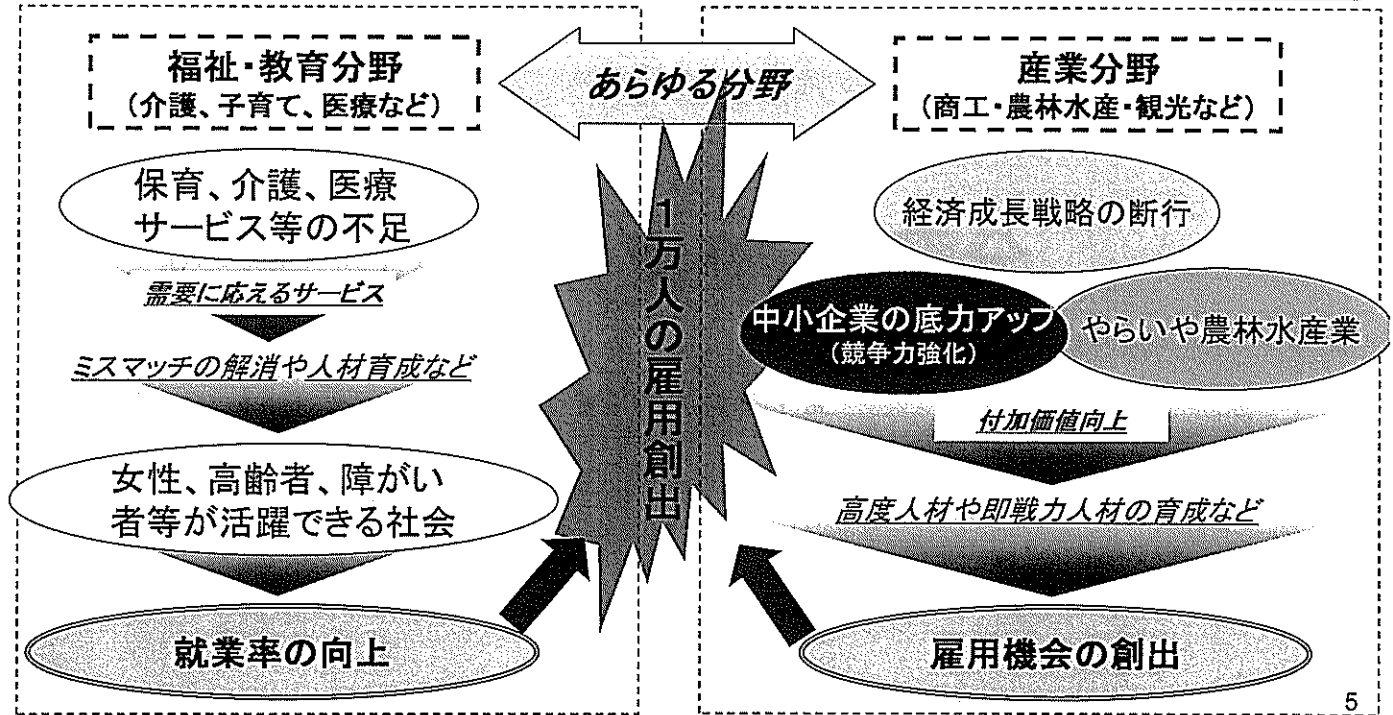 福祉・教育分野
(介護、子育て、医療など)
保育、介護、医療
サービス等の不足
需要に応えるサービス
ミスマッチの解消や人材育成など
女性、高齢者、障がい
者等が活躍できる社会
就業率の向上
あらゆる分野
1万人の雇用創出
産業分野
(商工・農林水産・観光など)
経済成長戦略の断行
中小企業の底力アップ
(競争力強化)
やらいや農林水産業
付加価値向上
高度人材や即戦力人材の育成など
雇用機会の創出
5